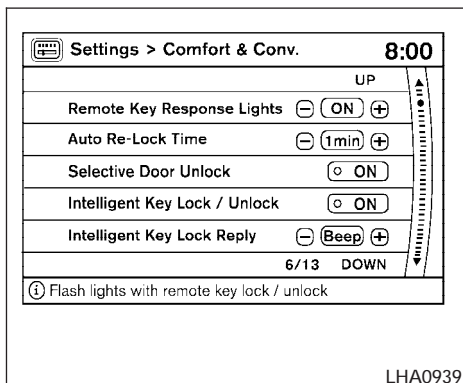 Settings > Comfort & Conv. 8:00
UP
Remote Key Response Lights ON
Auto Re-Lock Time 1min
Selective Door Unlock ON
Intelligent Key Lock / Unlock ON
Intelligent Key Lock Reply Beep
6/13 DOWN
i Flash lights with remote key lock / unlock
LHA0939